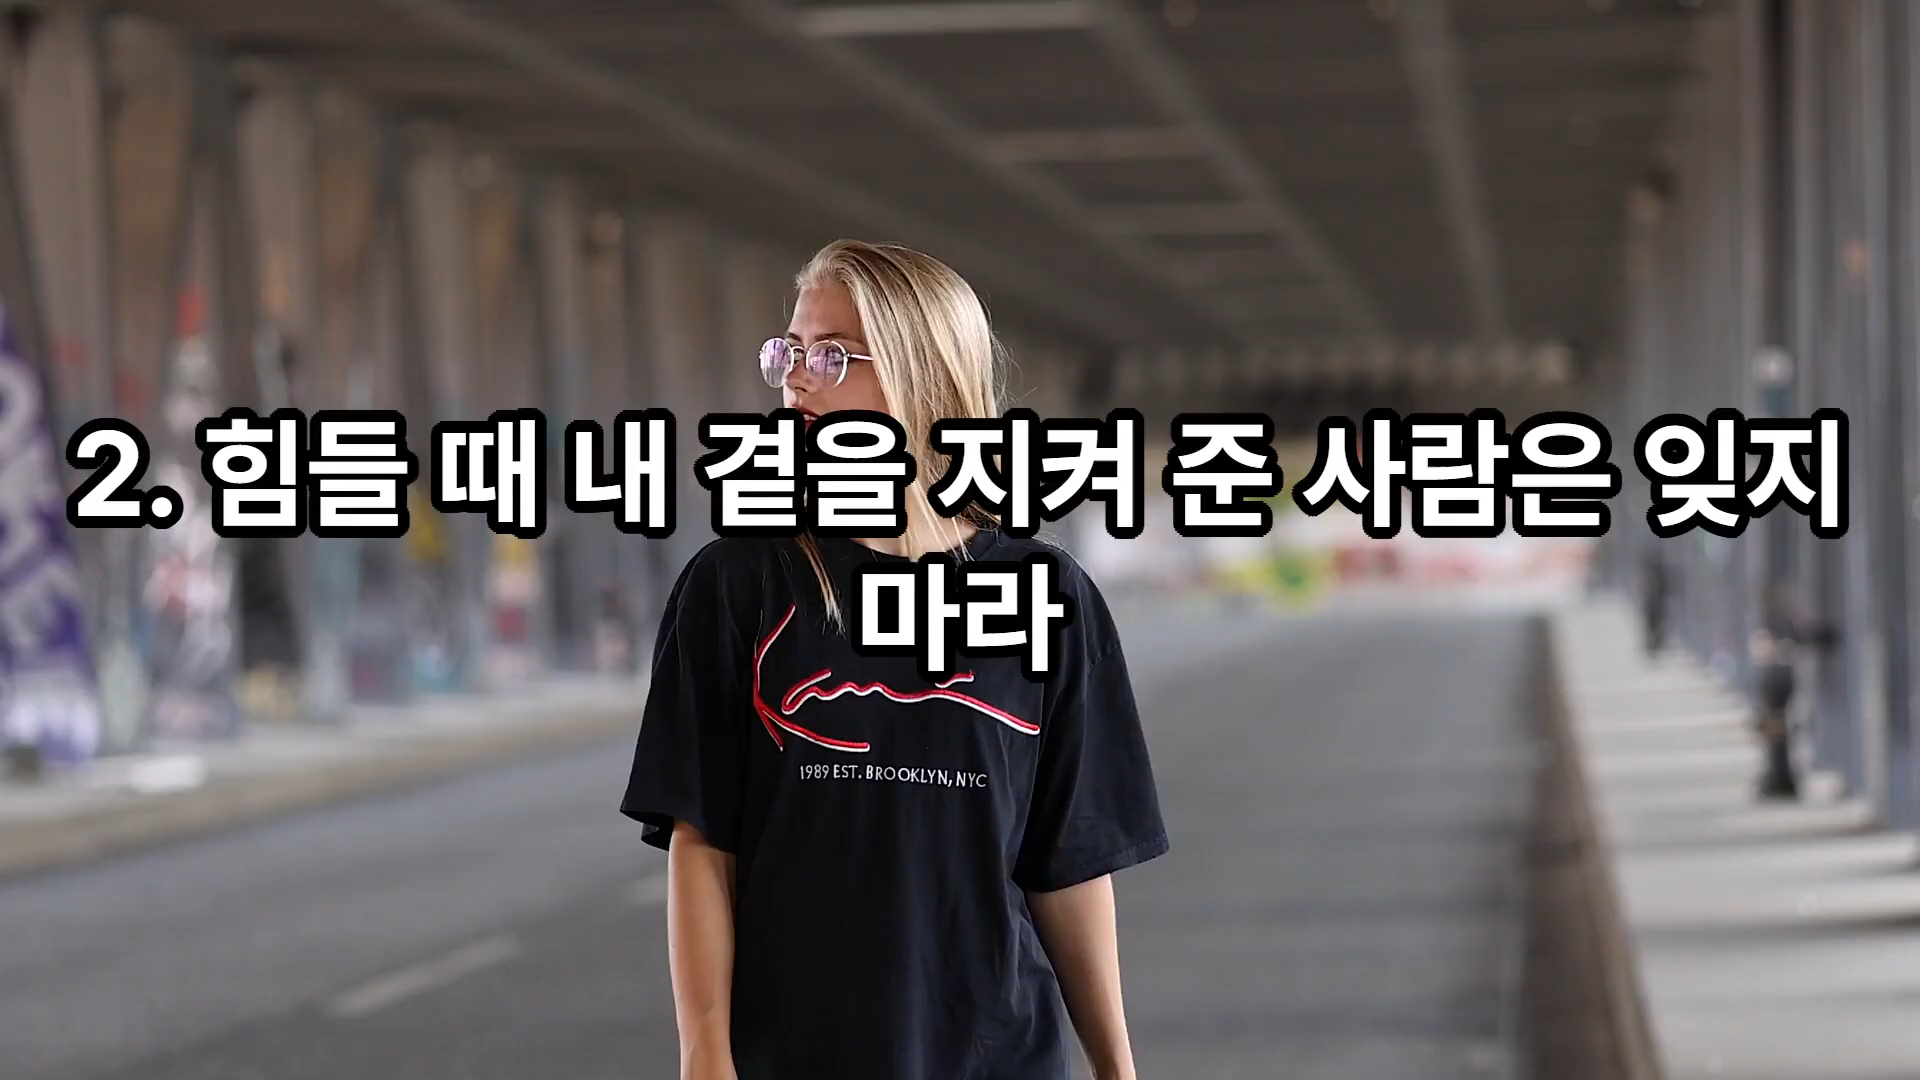 2. 힘들 때 내 곁을 지켜 준 사람은 잊지
마라
Kani
1989 EST. BROOKLYN, NYC